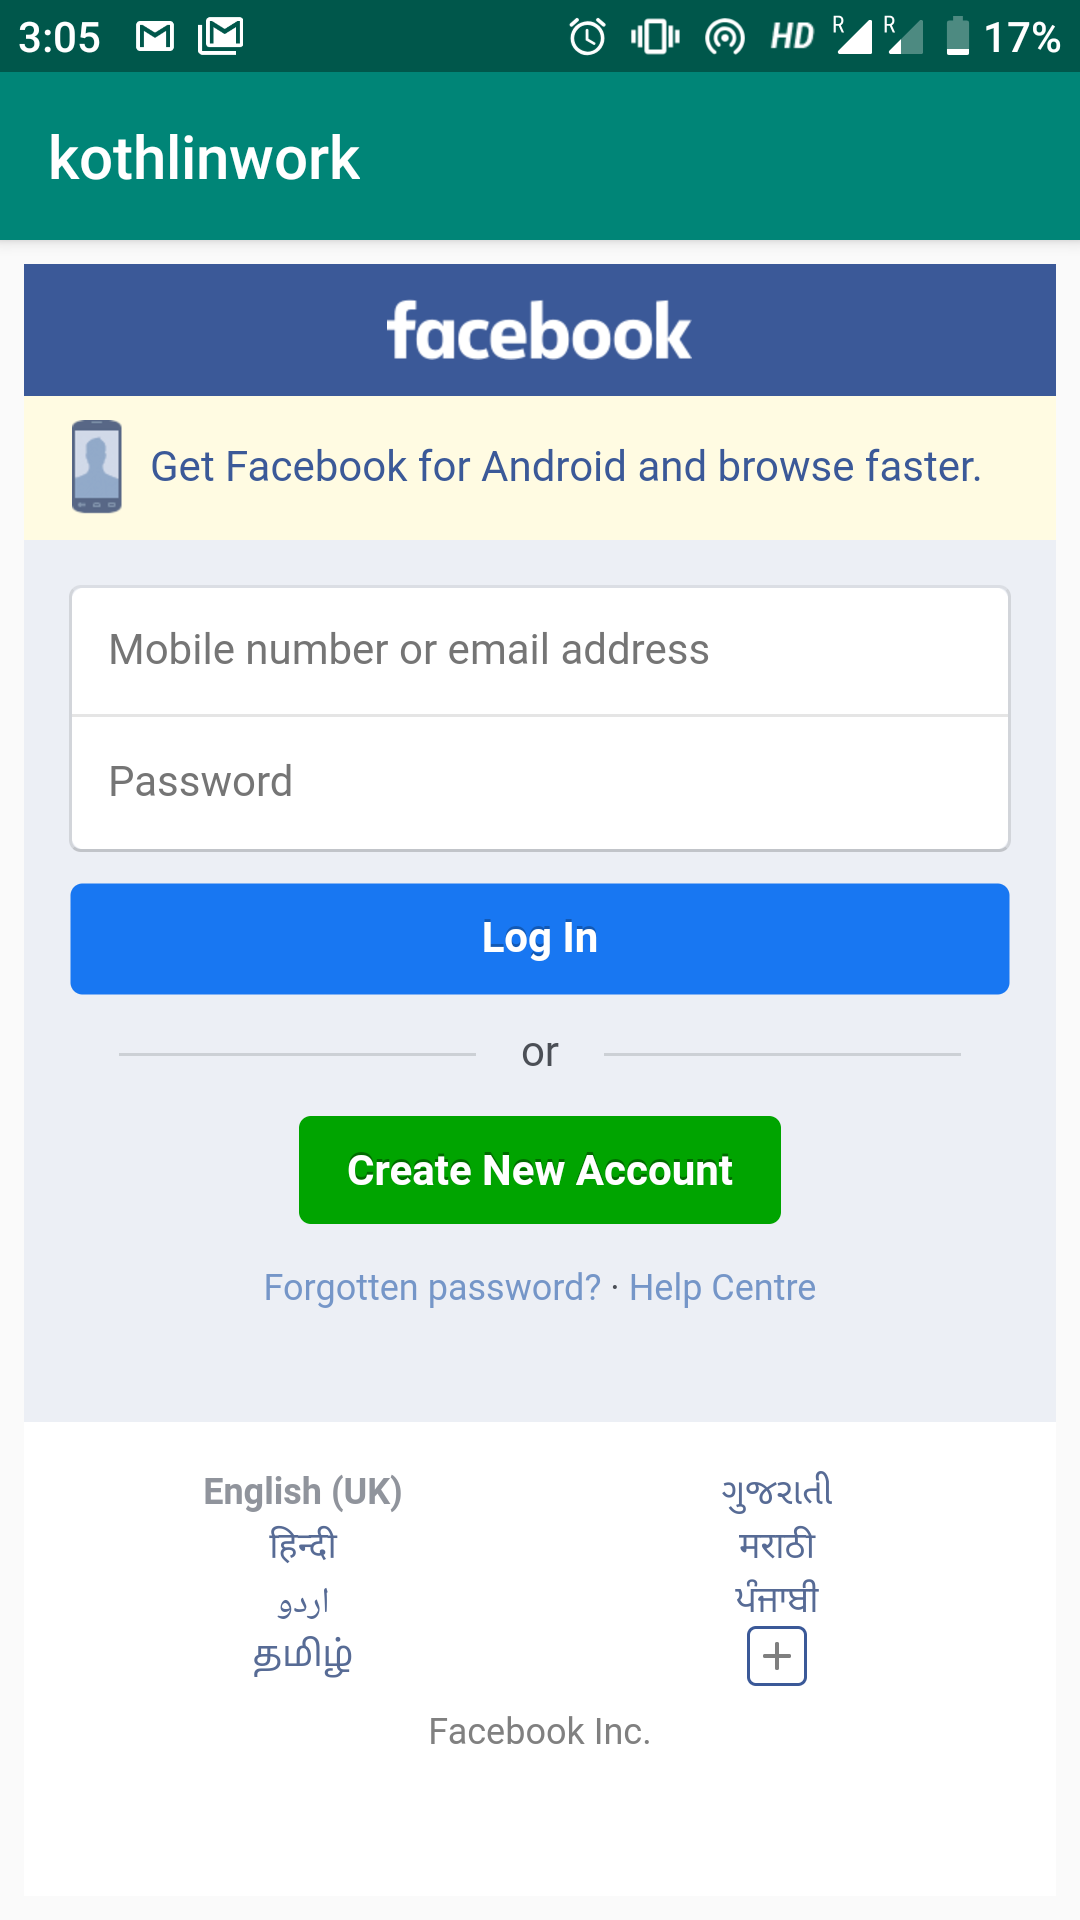 3:05 HD R R 17%
kothlinwork
facebook
Get Facebook for Android and browse faster.
Mobile number or email address
Password
Log In
or
Create New Account
Forgotten password? · Help Centre
English (UK) ગુજરાતી
हिन्दी मराठी
اردو ਪੰਜਾਬੀ
தமிழ் +
Facebook Inc.